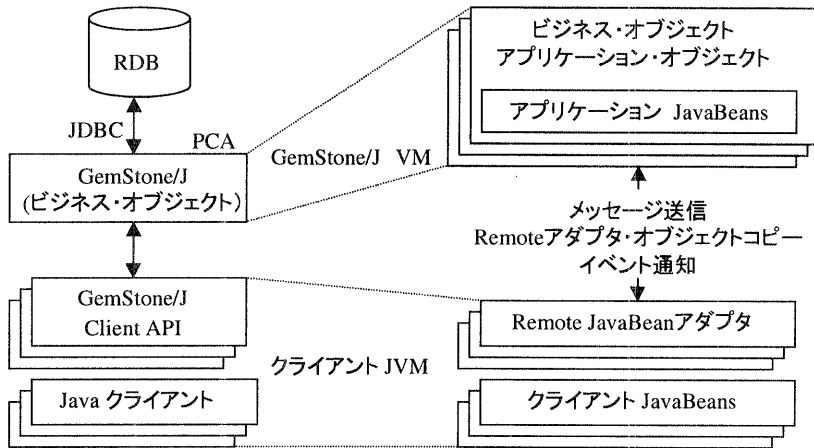 RDB
JDBC
PCA
GemStone/J
(ビジネス・オブジェクト)
GemStone/J VM
GemStone/J
Client API
クライアント JVM
Java クライアント
ビジネス・オブジェクト
アプリケーション・オブジェクト
アプリケーション JavaBeans
メッセージ送信
Remoteアダプタ・オブジェクトコピー
イベント通知
Remote JavaBeanアダプタ
クライアント JavaBeans